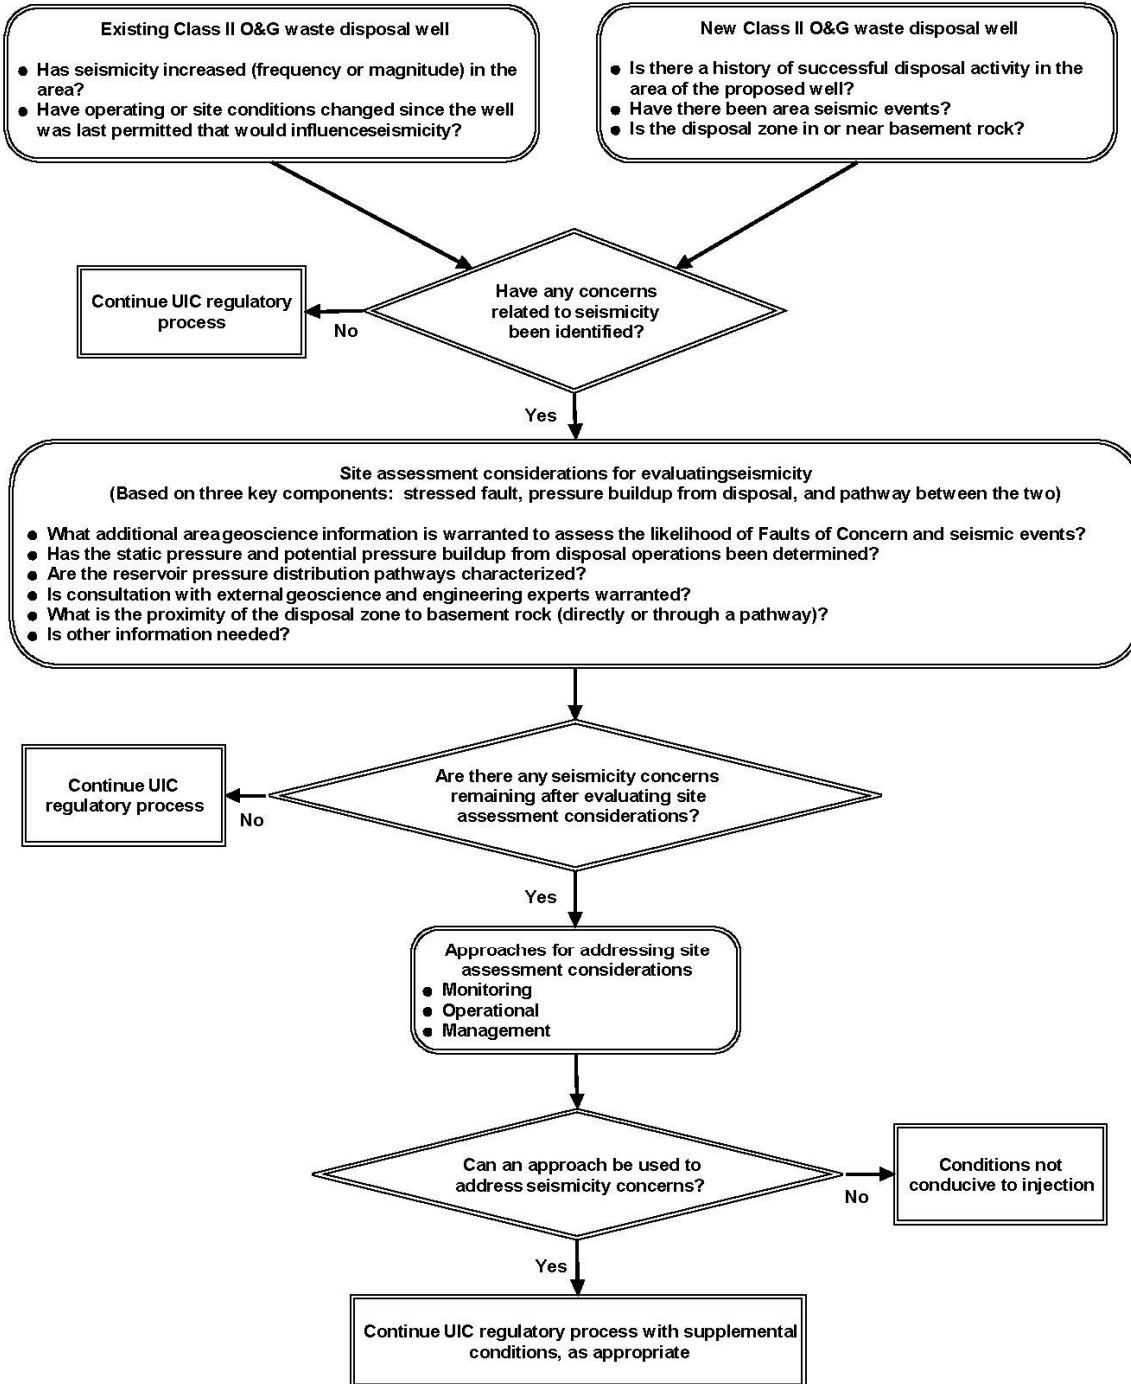 Existing Class II O&G waste disposal well
● Has seismicity increased (frequency or magnitude) in the
area?
● Have operating or site conditions changed since the well
was last permitted that would influenceseismicity?
New Class II O&G waste disposal well
● Is there a history of successful disposal activity in the
area of the proposed well?
● Have there been area seismic events?
● Is the disposal zone in or near basement rock?
Have any concerns
related to seismicity
been identified?
No
Continue UIC regulatory
process
Yes
Site assessment considerations for evaluatingseismicity
(Based on three key components: stressed fault, pressure buildup from disposal, and pathway between the two)
● What additional area geoscience information is warranted to assess the likelihood of Faults of Concern and seismic events?
● Has the static pressure and potential pressure buildup from disposal operations been determined?
● Are the reservoir pressure distribution pathways characterized?
● Is consultation with external geoscience and engineering experts warranted?
● What is the proximity of the disposal zone to basement rock (directly or through a pathway)?
● Is other information needed?
Are there any seismicity concerns
remaining after evaluating site
assessment considerations?
No
Continue UIC
regulatory process
Yes
Approaches for addressing site
assessment considerations
● Monitoring
● Operational
● Management
Can an approach be used to
address seismicity concerns?
No
Conditions not
conducive to injection
Yes
Continue UIC regulatory process with supplemental
conditions, as appropriate